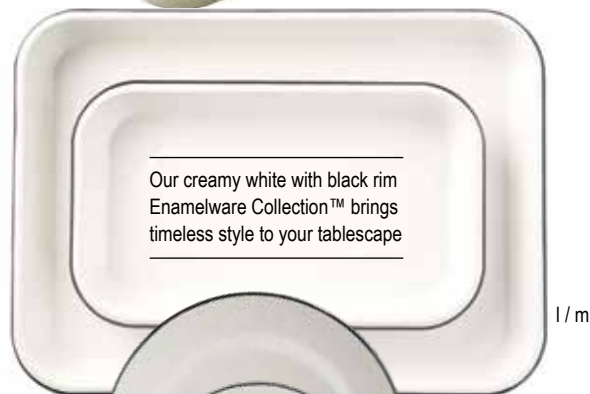 Our creamy white with black rim
Enamelware Collection™ brings
timeless style to your tablescape
l / m